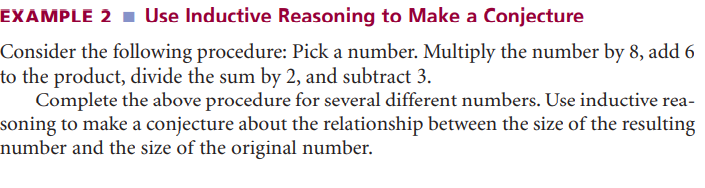 EXAMPLE 2 ■ Use Inductive Reasoning to Make a Conjecture
Consider the following procedure: Pick a number. Multiply the number by 8, add 6
to the product, divide the sum by 2, and subtract 3.
Complete the above procedure for several different numbers. Use inductive rea-
soning to make a conjecture about the relationship between the size of the resulting
number and the size of the original number.